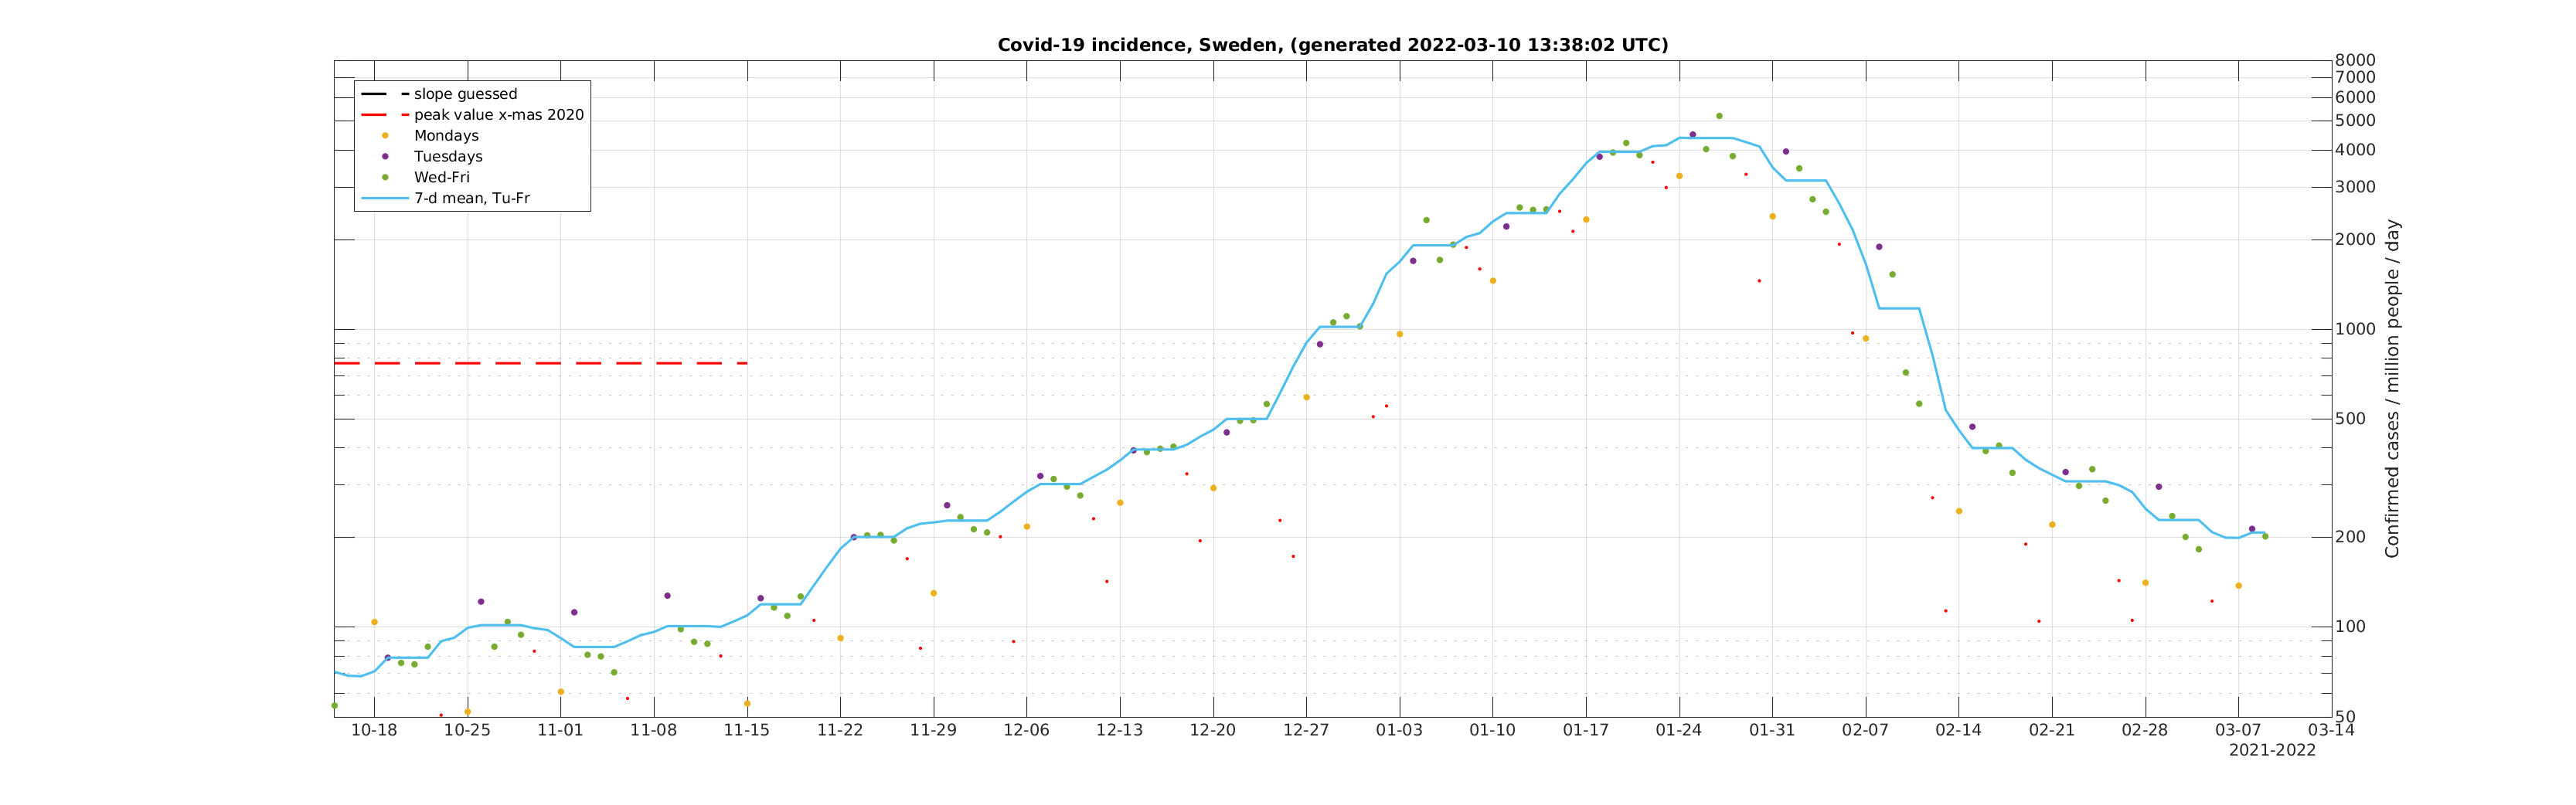 Covid-19 incidence, Sweden, (generated 2022-03-10 13:38:02 UTC)
slope guessed
peak value x-mas 2020
Mondays
Tuesdays
Wed-Fri
7-d mean, Tu-Fr
8000
7000
6000
5000
4000
3000
2000
1000
500
200
100
50
Confirmed cases / million people / day
10-18 10-25 11-01 11-08 11-15 11-22 11-29 12-06 12-13 12-20 12-27 01-03 01-10 01-17 01-24 01-31 02-07 02-14 02-21 02-28 03-07 03-14
2021-2022